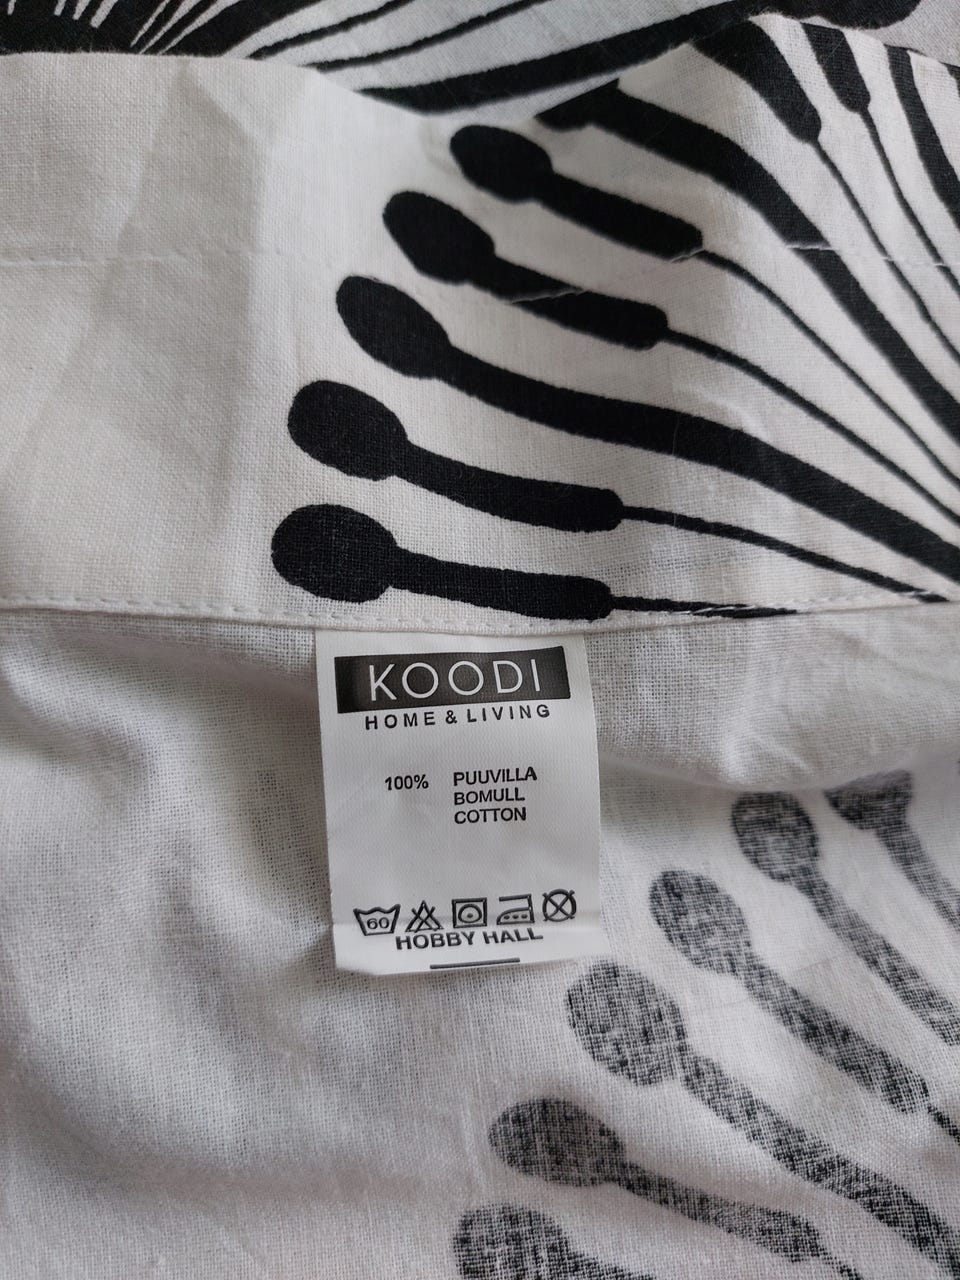 KOODI
HOME & LIVING
100% PUUVILLA
BOMULL
COTTON
60
HOBBY HALL